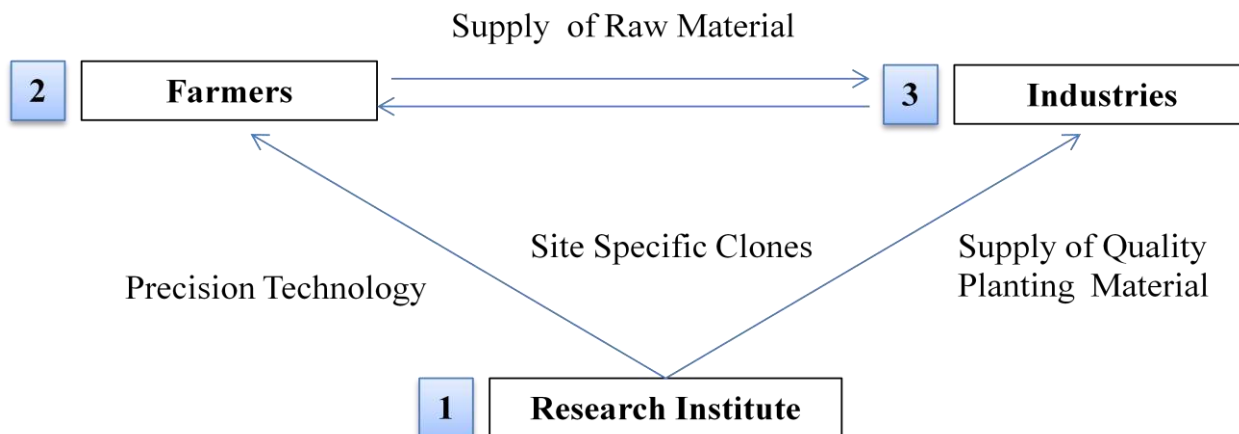 Supply of Raw Material
2 Farmers
3 Industries
Site Specific Clones
Supply of Quality
Planting Material
Precision Technology
1 Research Institute